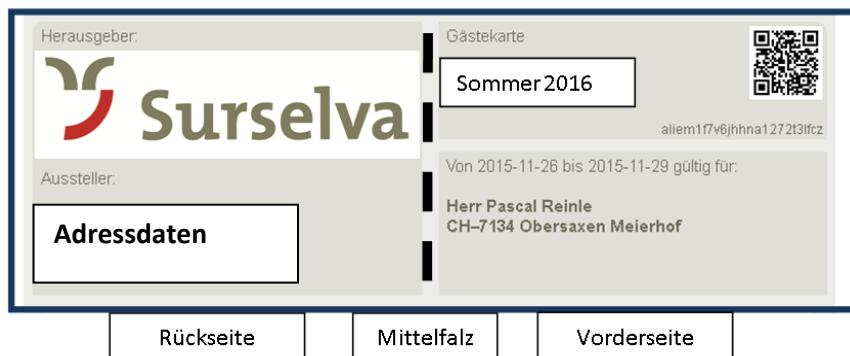 Herausgeber:
Surselva
Aussteller:
Adressdaten
Gästekarte
Sommer 2016
aliem1f7v6jhhna1272t3lfcz
Von 2015-11-26 bis 2015-11-29 gültig für:
Herr Pascal Reinle
CH–7134 Obersaxen Meierhof
Rückseite
Mittelfalz
Vorderseite